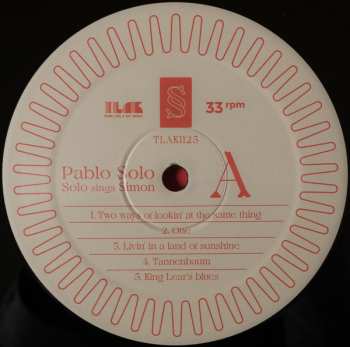 TLAK
33 rpm
TLAK1123
Pablo Solo
Solo sings Simon
A
1. Two ways of lookin' at the same thing
2. One
3. Livin' in a land of sunshine
4. Tannenbaum
5. King Lear's blues